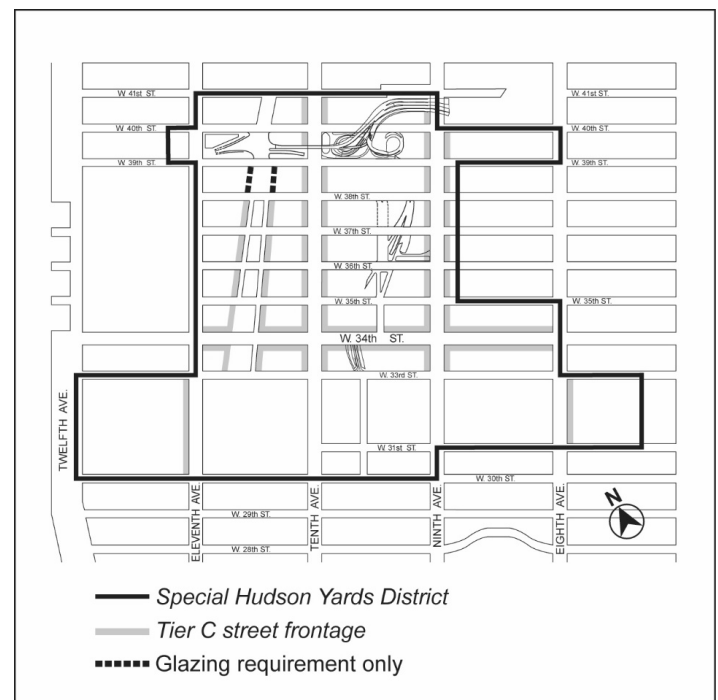 W. 41st ST. W. 41st ST.
W. 40th ST. W. 40th ST.
W. 39th ST. W. 39th ST.
W. 38th ST.
W. 37th ST.
W. 36th ST.
W. 35th ST. W. 35th ST.
W. 34th ST.
W. 33rd ST.
W. 31st ST.
W. 30th ST.
W. 29th ST.
W. 28th ST.
TWELFTH AVE.
ELEVENTH AVE.
TENTH AVE.
NINTH AVE.
EIGHTH AVE.
N
Special Hudson Yards District
Tier C street frontage
Glazing requirement only